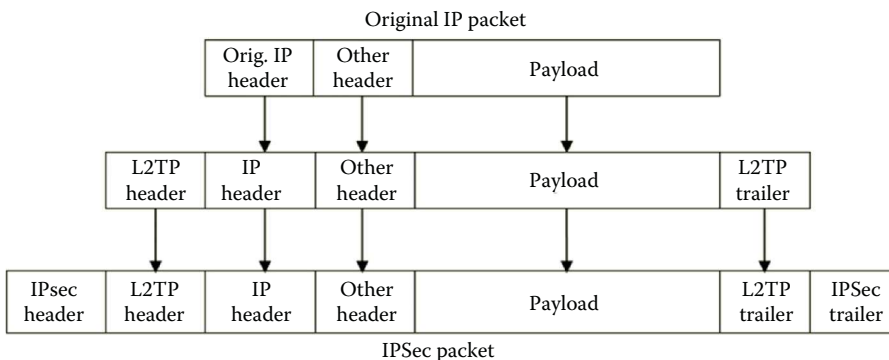 Original IP packet
Orig. IP header
Other header
Payload
L2TP header
IP header
Other header
Payload
L2TP trailer
IPsec header
L2TP header
IP header
Other header
Payload
L2TP trailer
IPSec trailer
IPSec packet